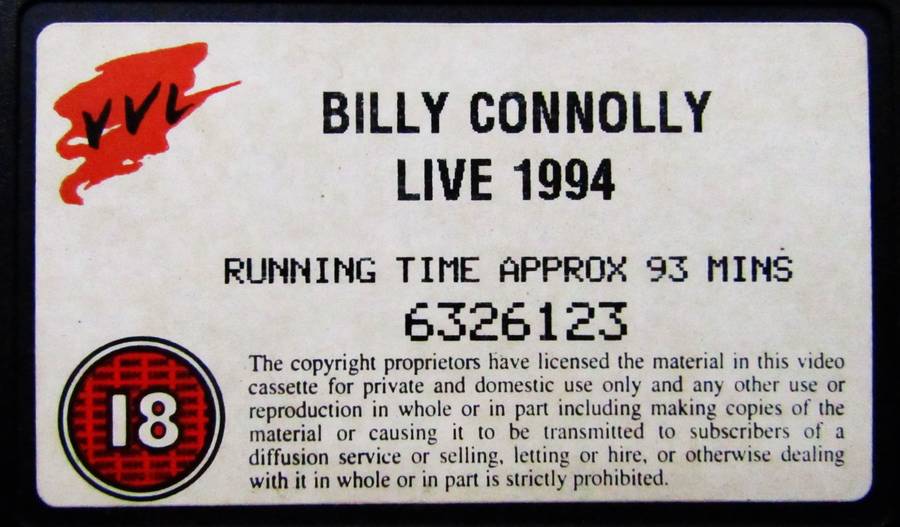 VVL
BILLY CONNOLLY
LIVE 1994
RUNNING TIME APPROX 93 MINS
6326123
18
The copyright proprietors have licensed the material in this video
cassette for private and domestic use only and any other use or
reproduction in whole or in part including making copies of the
material or causing it to be transmitted to subscribers of a
diffusion service or selling, letting or hire, or otherwise dealing
with it in whole or in part is strictly prohibited.